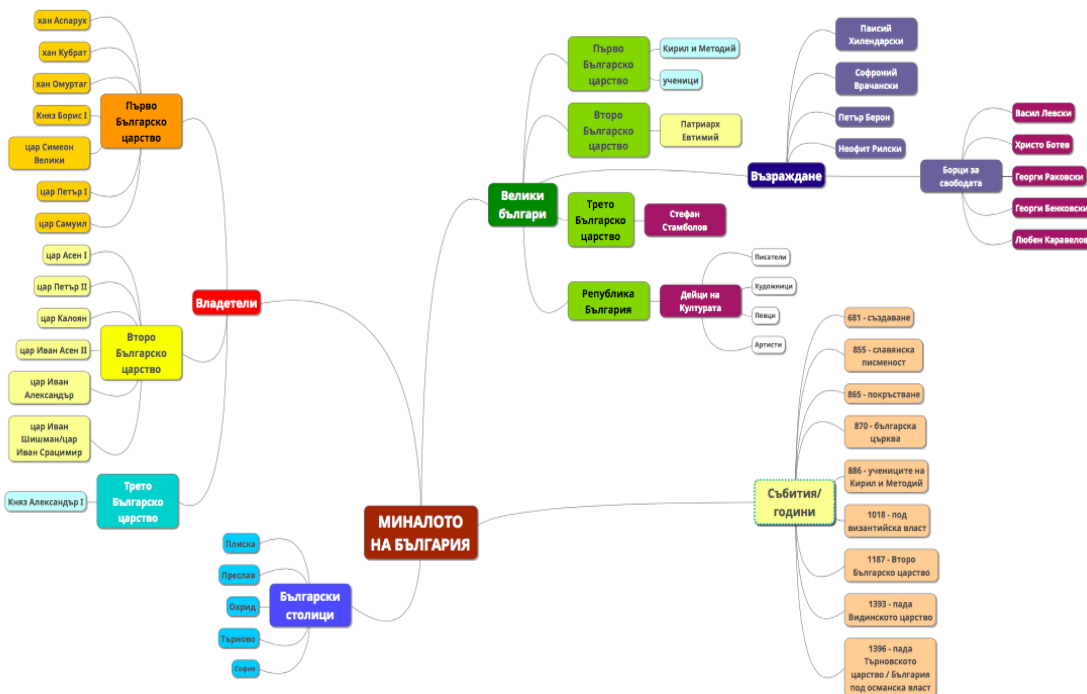 МИНАЛОТО
НА БЪЛГАРИЯ
Владетели
Първо
Българско
царство
хан Аспарух
хан Кубрат
хан Омуртаг
Княз Борис I
цар Симеон
Велики
цар Петър I
цар Самуил
Второ
Българско
царство
цар Асен I
цар Петър II
цар Калоян
цар Иван Асен II
цар Иван
Александър
цар Иван
Шишман/цар
Иван Срацимир
Трето
Българско
царство
Княз Александър I
Български
столици
Плиска
Преслав
Охрид
Търново
София
Велики
българи
Първо
Българско
царство
Кирил и Методий
ученици
Второ
Българско
царство
Патриарх
Евтимий
Възраждане
Паисий
Хилендарски
Софроний
Врачански
Петър Берон
Неофит Рилски
Борци за
свободата
Васил Левски
Христо Ботев
Георги Раковски
Георги Бенковски
Любен Каравелов
Трето
Българско
царство
Стефан
Стамболов
Република
България
Дейци на
Културата
Писатели
Художници
Певци
Артисти
Събития/
години
681 - създаване
855 - славянска
писменост
865 - покръстване
870 - българска
църква
886 - учениците на
Кирил и Методий
1018 - под
византийска власт
1187 - Второ
Българско царство
1393 - пада
Видинското царство
1396 - пада
Търновското
царство / България
под османска власт